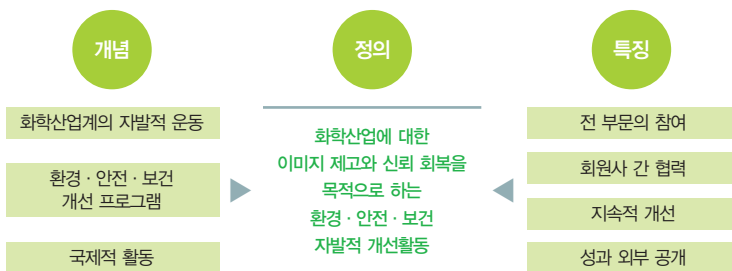 개념
화학산업계의 자발적 운동
환경 · 안전 · 보건
개선 프로그램
국제적 활동
정의
화학산업에 대한
이미지 제고와 신뢰 회복을
목적으로 하는
환경 · 안전 · 보건
자발적 개선활동
특징
전 부문의 참여
회원사 간 협력
지속적 개선
성과 외부 공개